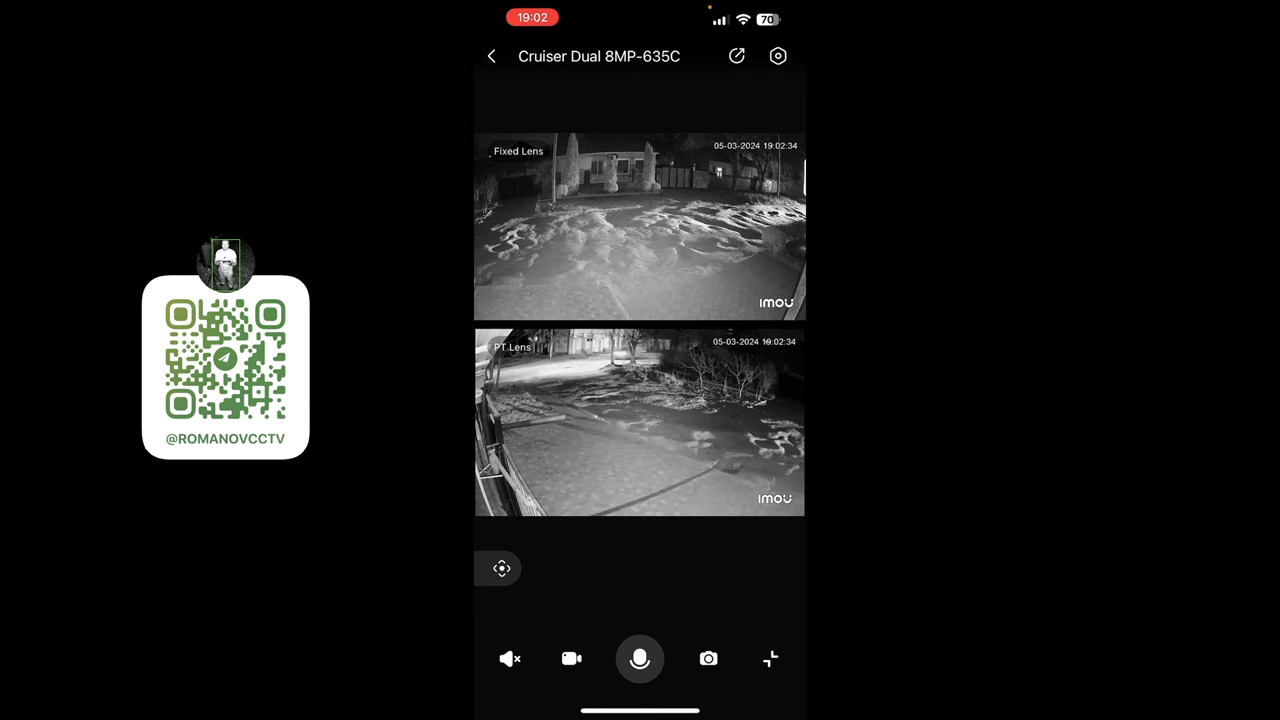 19:02
70
Cruiser Dual 8MP-635C
Fixed Lens
05-03-2024 19:02:34
imou
PT Lens
05-03-2024 19:02:34
imou
@ROMANOVCCTV